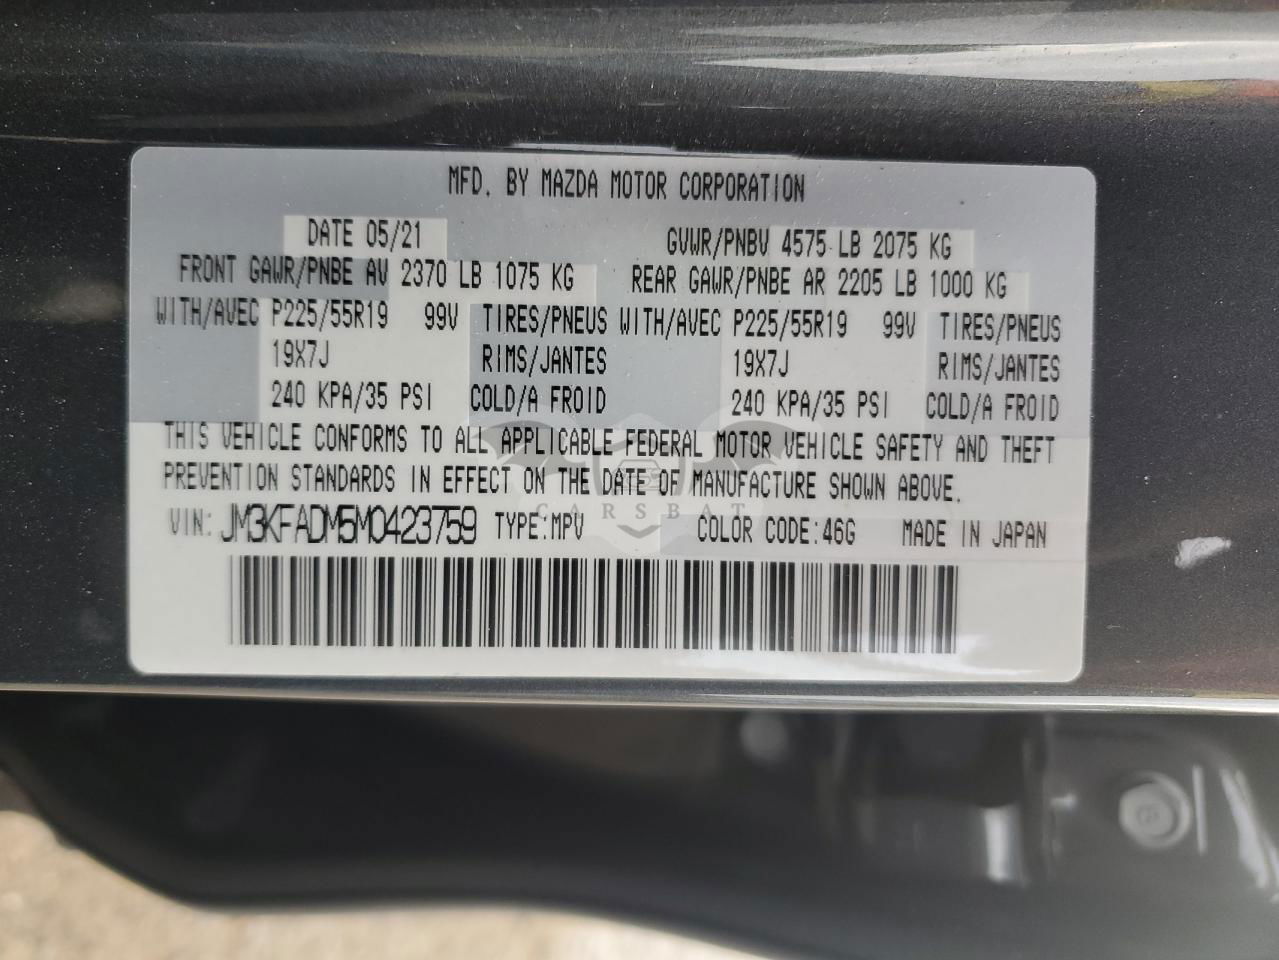 MFD. BY MAZDA MOTOR CORPORATION
DATE 05/21 GVWR/PNBV 4575 LB 2075 KG
FRONT GAWR/PNBE AV 2370 LB 1075 KG REAR GAWR/PNBE AR 2205 LB 1000 KG
WITH/AVEC P225/55R19 99V TIRES/PNEUS WITH/AVEC P225/55R19 99V TIRES/PNEUS
19X7J RIMS/JANTES 19X7J RIMS/JANTES
240 KPA/35 PSI COLD/A FROID 240 KPA/35 PSI COLD/A FROID
THIS VEHICLE CONFORMS TO ALL APPLICABLE FEDERAL MOTOR VEHICLE SAFETY AND THEFT
PREVENTION STANDARDS IN EFFECT ON THE DATE OF MANUFACTURE SHOWN ABOVE.
CARSBAT
VIN: JM3KFADM5M0423759 TYPE:MPV COLOR CODE:46G MADE IN JAPAN